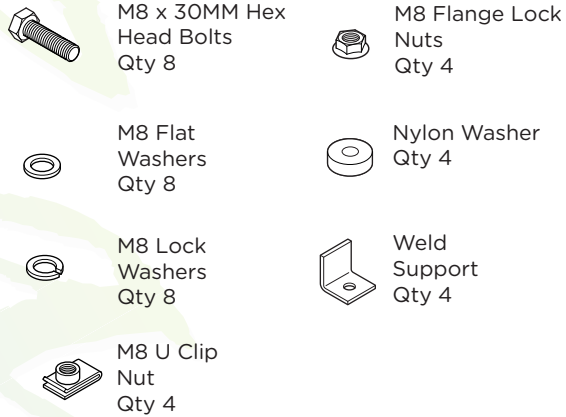 M8 x 30MM Hex
Head Bolts
Qty 8
M8 Flat
Washers
Qty 8
M8 Lock
Washers
Qty 8
M8 U Clip
Nut
Qty 4
M8 Flange Lock
Nuts
Qty 4
Nylon Washer
Qty 4
Weld
Support
Qty 4